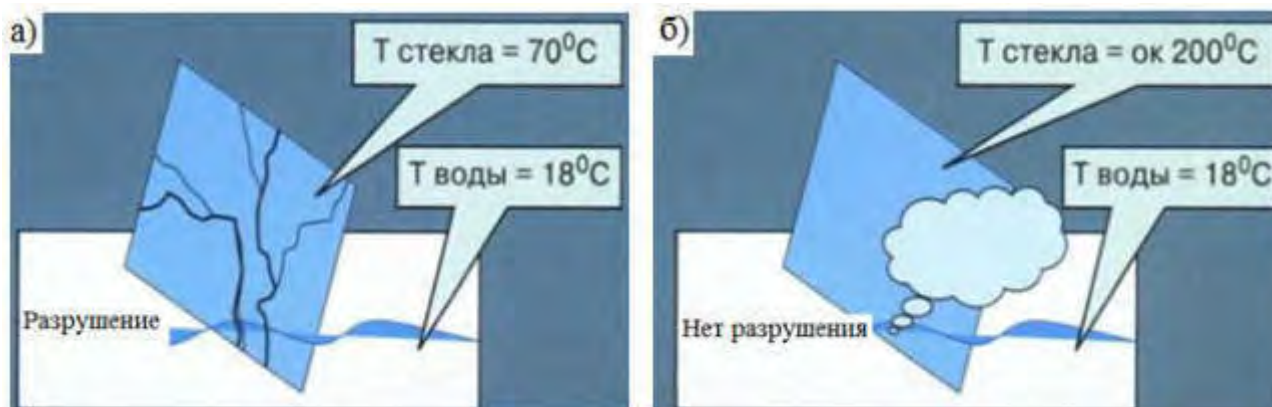 а)
Т стекла = 70⁰С
Т воды = 18⁰С
Разрушение
б)
Т стекла = ок 200⁰С
Т воды = 18⁰С
Нет разрушения